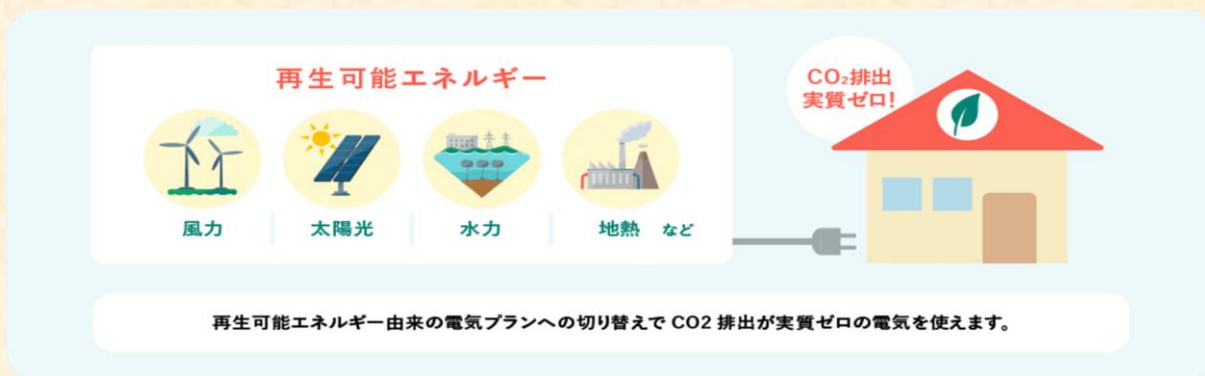 再生可能エネルギー
CO₂排出
実質ゼロ!
風力
太陽光
水力
地熱 など
再生可能エネルギー由来の電気プランへの切り替えで CO2 排出が実質ゼロの電気を使えます。